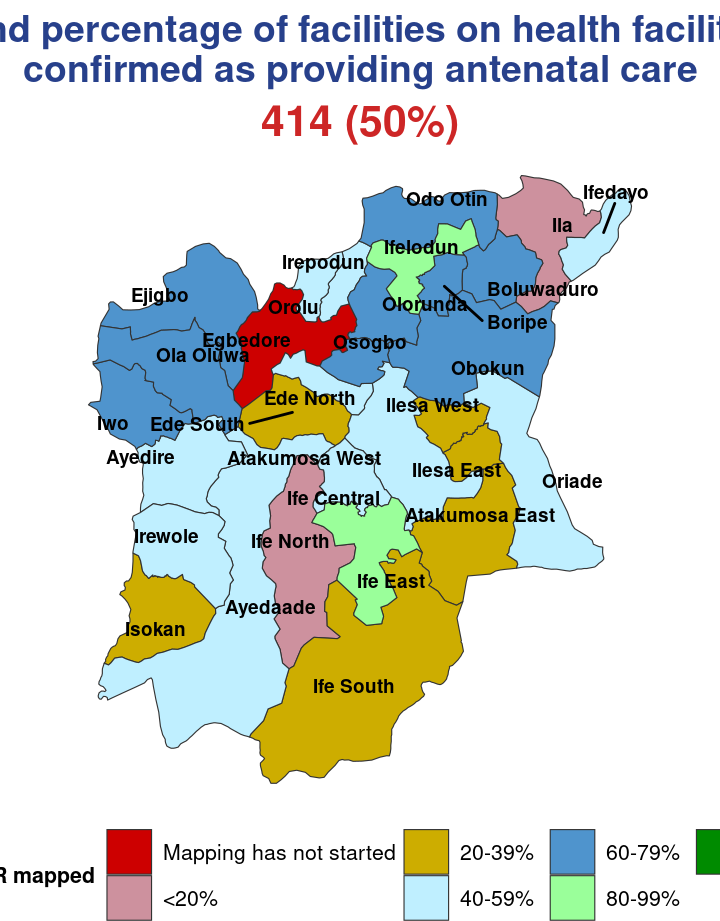 nd percentage of facilities on health facilit
confirmed as providing antenatal care
414 (50%)
Ifedayo
Odo Otin
Ila
Ifelodun
Irepodun
Boluwaduro
Ejigbo
Orolu
Olorunda
Boripe
Egbedore
Osogbo
Ola Oluwa
Obokun
Ede North
Ilesa West
Iwo
Ede South
Ayedire
Atakumosa West
Ilesa East
Oriade
Ife Central
Atakumosa East
Irewole
Ife North
Ife East
Ayedaade
Isokan
Ife South
R mapped
Mapping has not started
<20%
20-39%
40-59%
60-79%
80-99%